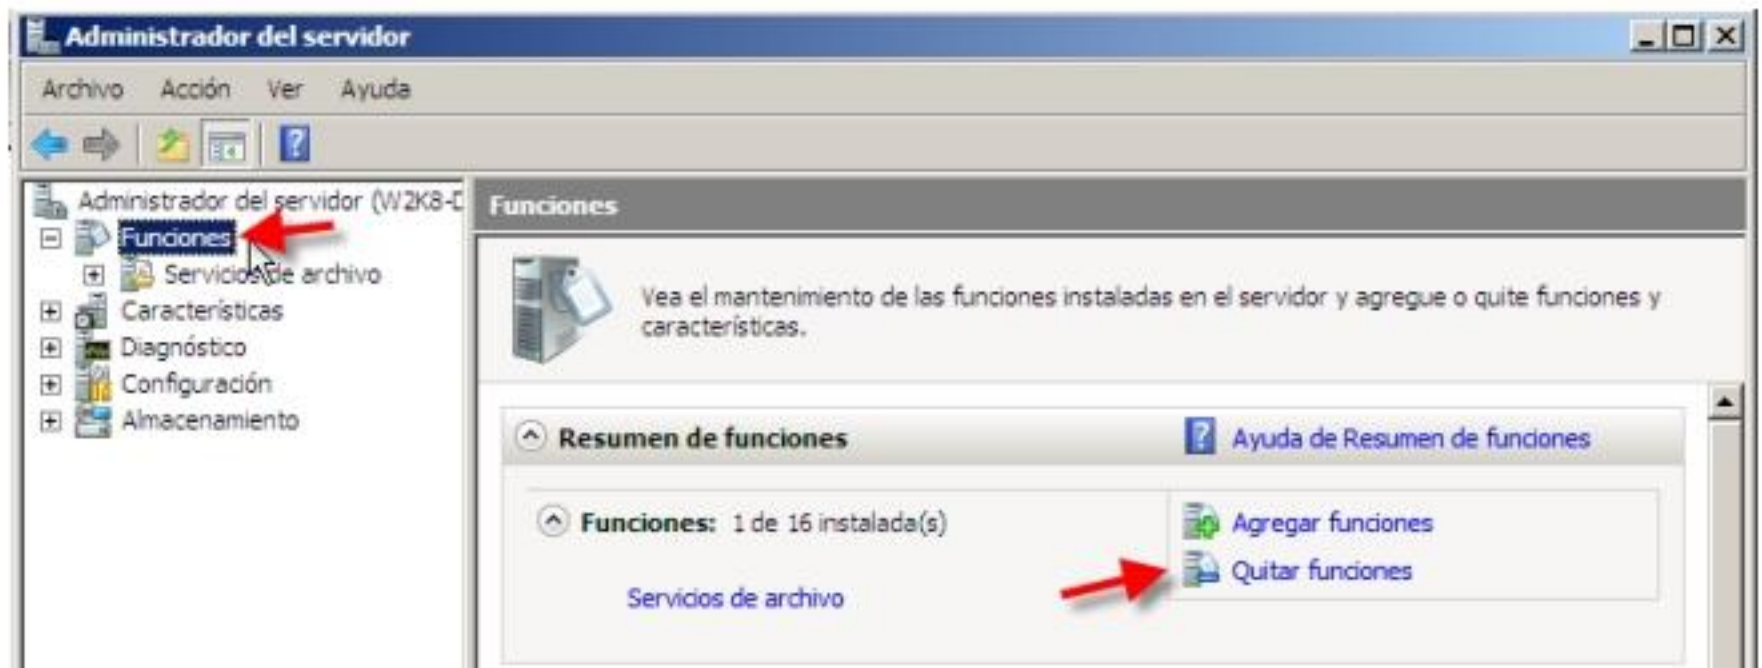 Administrador del servidor
Archivo Acción Ver Ayuda
Administrador del servidor (W2K8-D
Funciones
Servicios de archivo
Características
Diagnóstico
Configuración
Almacenamiento
Funciones
Vea el mantenimiento de las funciones instaladas en el servidor y agregue o quite funciones y
características.
Resumen de funciones
Ayuda de Resumen de funciones
Funciones: 1 de 16 instalada(s)
Servicios de archivo
Agregar funciones
Quitar funciones